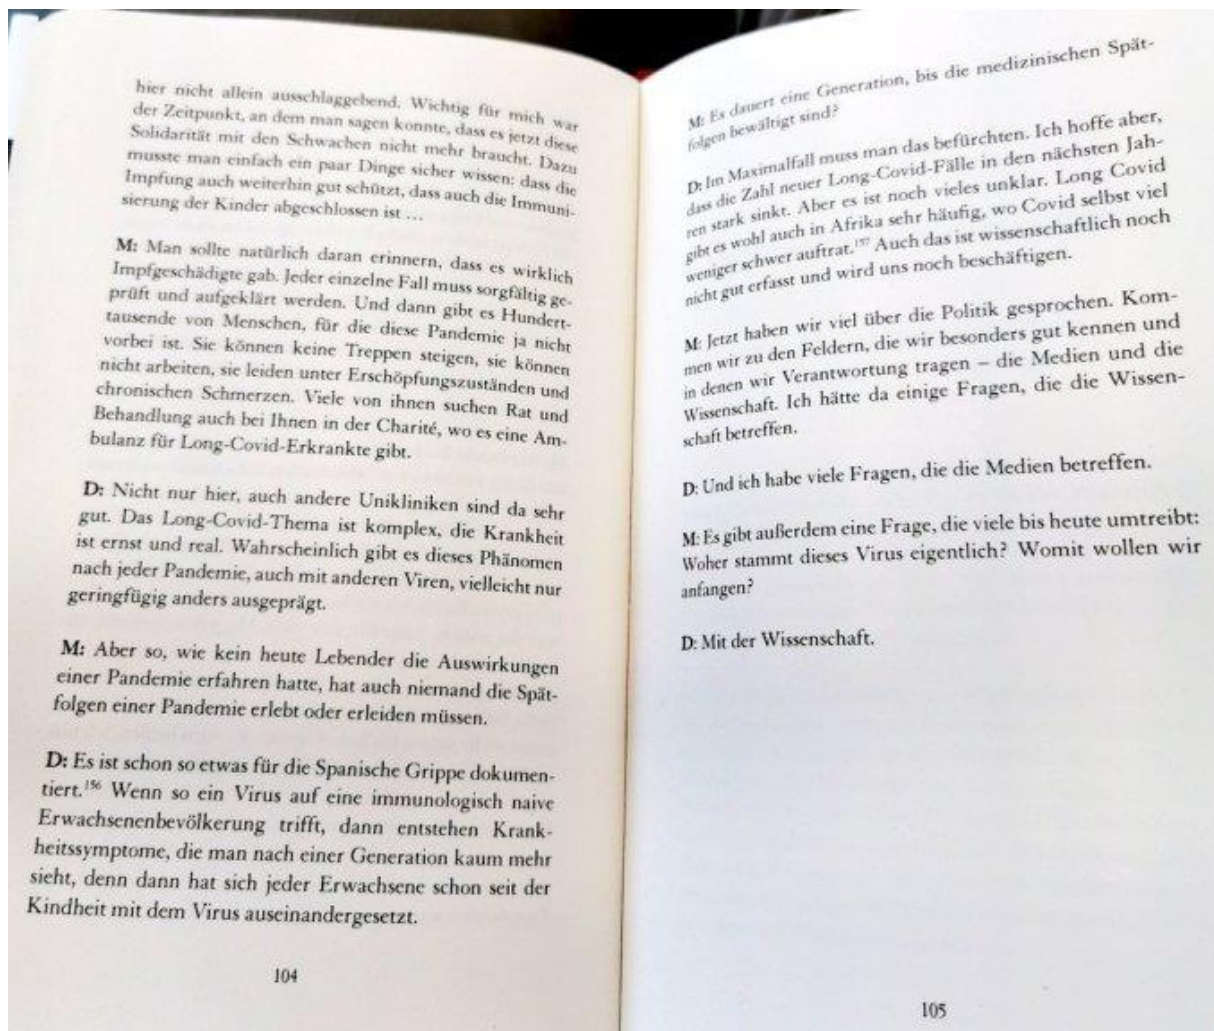 hier nicht allein ausschlaggebend. Wichtig für mich war
der Zeitpunkt, an dem man sagen konnte, dass es jetzt diese
Solidarität mit den Schwachen nicht mehr braucht. Dazu
musste man einfach ein paar Dinge sicher wissen: dass die
Impfung auch weiterhin gut schützt, dass auch die Immuni-
sierung der Kinder abgeschlossen ist …
M: Man sollte natürlich daran erinnern, dass es wirklich
Impfgeschädigte gab. Jeder einzelne Fall muss sorgfältig ge-
prüft und aufgeklärt werden. Und dann gibt es Hundert-
tausende von Menschen, für die diese Pandemie ja nicht
vorbei ist. Sie können keine Treppen steigen, sie können
nicht arbeiten, sie leiden unter Erschöpfungszuständen und
chronischen Schmerzen. Viele von ihnen suchen Rat und
Behandlung auch bei Ihnen in der Charité, wo es eine Am-
bulanz für Long-Covid-Erkrankte gibt.
D: Nicht nur hier, auch andere Unikliniken sind da sehr
gut. Das Long-Covid-Thema ist komplex, die Krankheit
ist ernst und real. Wahrscheinlich gibt es dieses Phänomen
nach jeder Pandemie, auch mit anderen Viren, vielleicht nur
geringfügig anders ausgeprägt.
M: Aber so, wie kein heute Lebender die Auswirkungen
einer Pandemie erfahren hatte, hat auch niemand die Spät-
folgen einer Pandemie erlebt oder erleiden müssen.
D: Es ist schon so etwas für die Spanische Grippe dokumen-
tiert.156 Wenn so ein Virus auf eine immunologisch naive
Erwachsenenbevölkerung trifft, dann entstehen Krank-
heitssymptome, die man nach einer Generation kaum mehr
sieht, denn dann hat sich jeder Erwachsene schon seit der
Kindheit mit dem Virus auseinandergesetzt.
104
M: Es dauert eine Generation, bis die medizinischen Spät-
folgen bewältigt sind?
D: Im Maximalfall muss man das befürchten. Ich hoffe aber,
dass die Zahl neuer Long-Covid-Fälle in den nächsten Jah-
ren stark sinkt. Aber es ist noch vieles unklar. Long Covid
gibt es wohl auch in Afrika sehr häufig, wo Covid selbst viel
weniger schwer auftrat.157 Auch das ist wissenschaftlich noch
nicht gut erfasst und wird uns noch beschäftigen.
M: Jetzt haben wir viel über die Politik gesprochen. Kom-
men wir zu den Feldern, die wir besonders gut kennen und
in denen wir Verantwortung tragen – die Medien und die
Wissenschaft. Ich hätte da einige Fragen, die die Wissen-
schaft betreffen.
D: Und ich habe viele Fragen, die die Medien betreffen.
M: Es gibt außerdem eine Frage, die viele bis heute umtreibt:
Woher stammt dieses Virus eigentlich? Womit wollen wir
anfangen?
D: Mit der Wissenschaft.
105